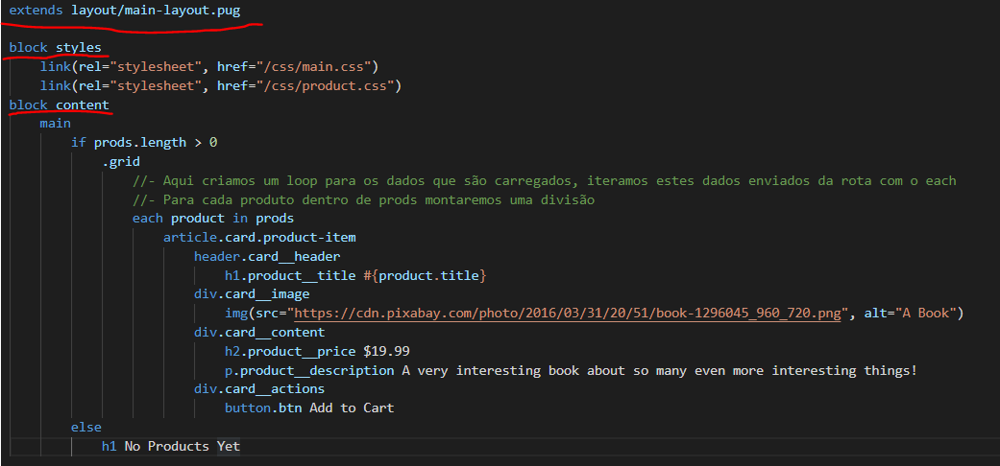 extends layout/main-layout.pug
block styles
link(rel="stylesheet", href="/css/main.css")
link(rel="stylesheet", href="/css/product.css")
block content
main
if prods.length > 0
.grid
//- Aqui criamos um loop para os dados que são carregados, iteramos estes dados enviados da rota com o each
//- Para cada produto dentro de prods montaremos uma divisão
each product in prods
article.card.product-item
header.card__header
h1.product__title #{product.title}
div.card__image
img(src="https://cdn.pixabay.com/photo/2016/03/31/20/51/book-1296045_960_720.png", alt="A Book")
div.card__content
h2.product__price $19.99
p.product__description A very interesting book about so many even more interesting things!
div.card__actions
button.btn Add to Cart
else
h1 No Products Yet